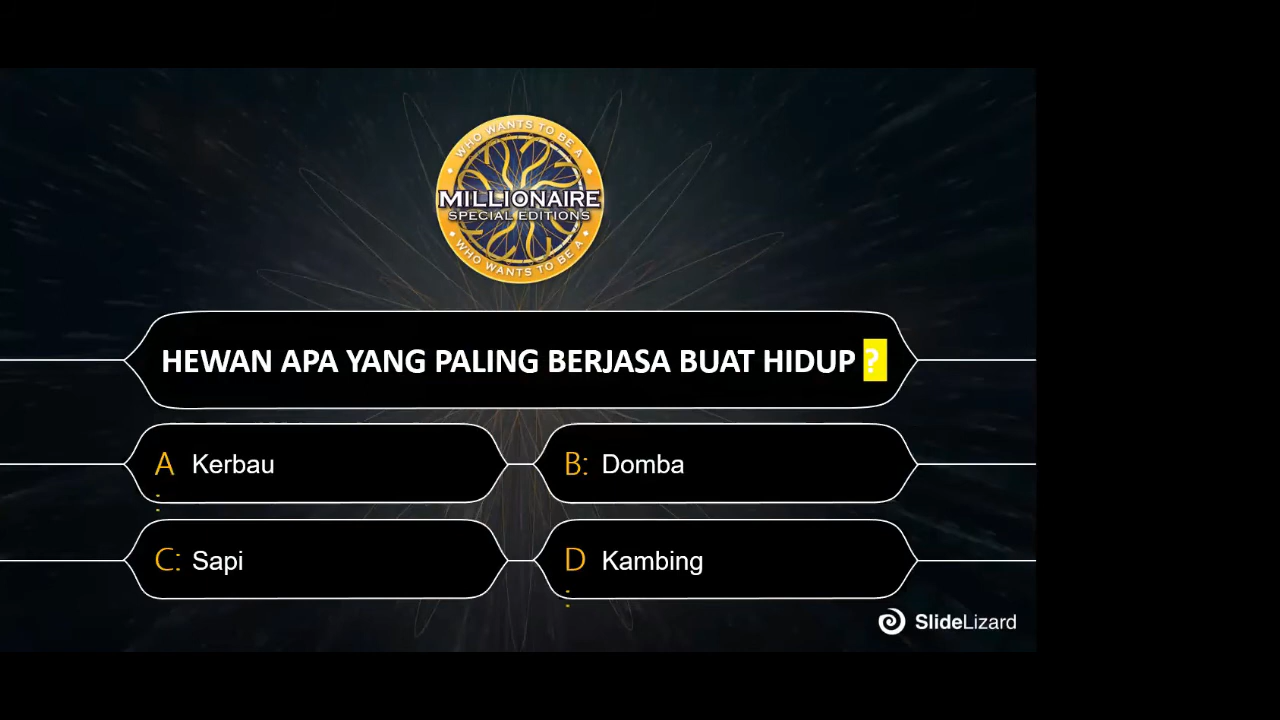 WHO WANTS TO BE A
MILLIONAIRE
SPECIAL EDITIONS
WHO WANTS TO BE A
HEWAN APA YANG PALING BERJASA BUAT HIDUP ?
A: Kerbau
B: Domba
C: Sapi
D: Kambing
SlideLizard